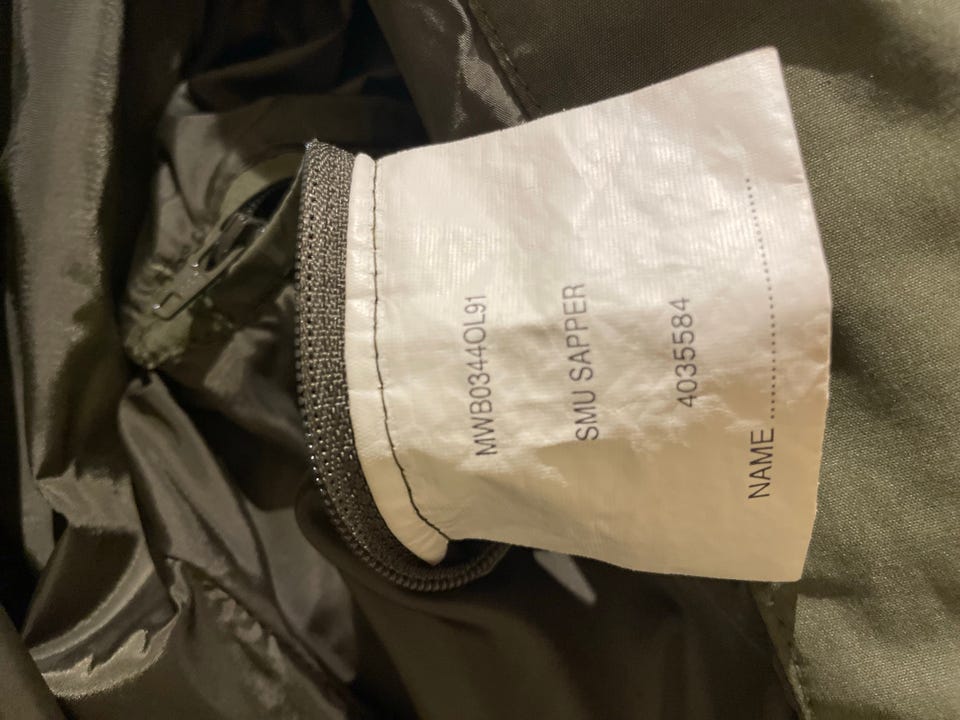 MWB0344OL91
SMU SAPPER
4035584
NAME ...............................